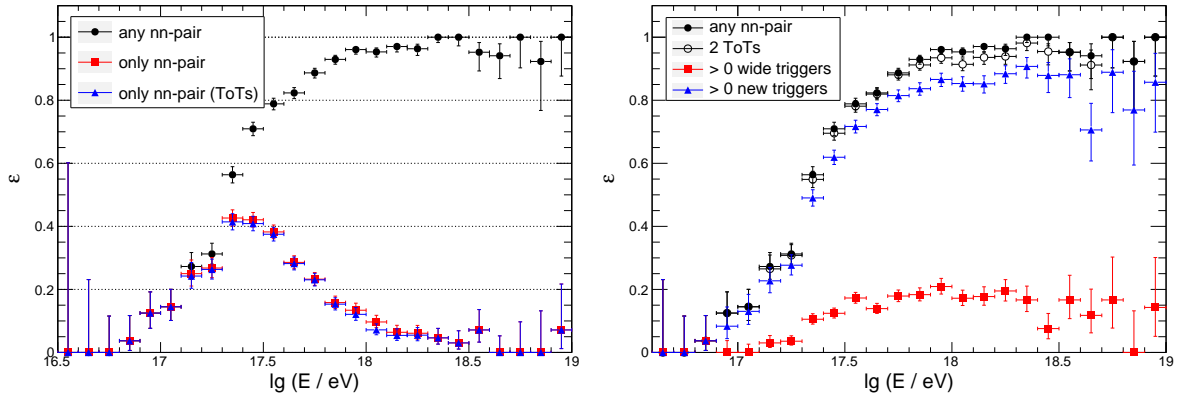 any nn-pair
only nn-pair
only nn-pair (ToTs)
1
0.8
0.6
0.4
0.2
0
ε
16.5
17
17.5
18
18.5
19
lg (E / eV)
any nn-pair
2 ToTs
> 0 wide triggers
> 0 new triggers
1
0.8
0.6
0.4
0.2
0
ε
17
17.5
18
18.5
19
lg (E / eV)